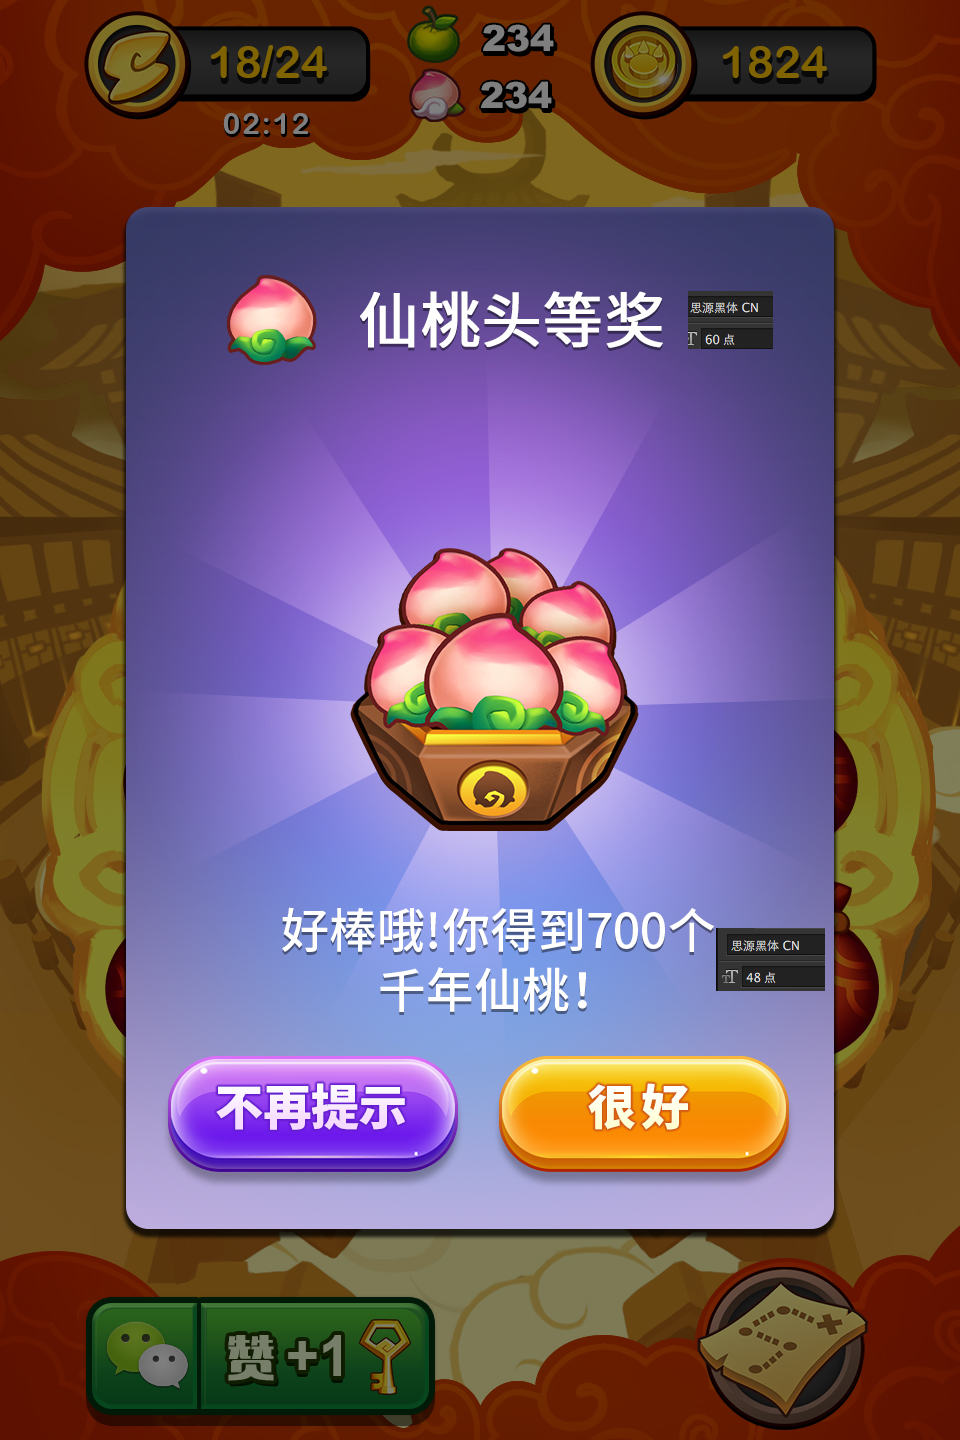 18/24
02:12
234
234
1824
仙桃头等奖
思源黑体 CN
T 60 点
好棒哦!你得到700个
千年仙桃!
思源黑体 CN
TT 48 点
不再提示
很好
赞+1